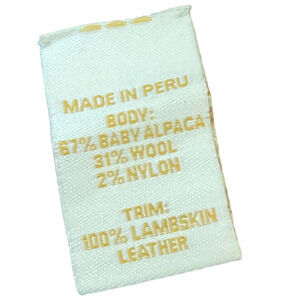 MADE IN PERU
BODY:
67% BABY ALPACA
31% WOOL
2% NYLON
TRIM:
100% LAMBSKIN
LEATHER